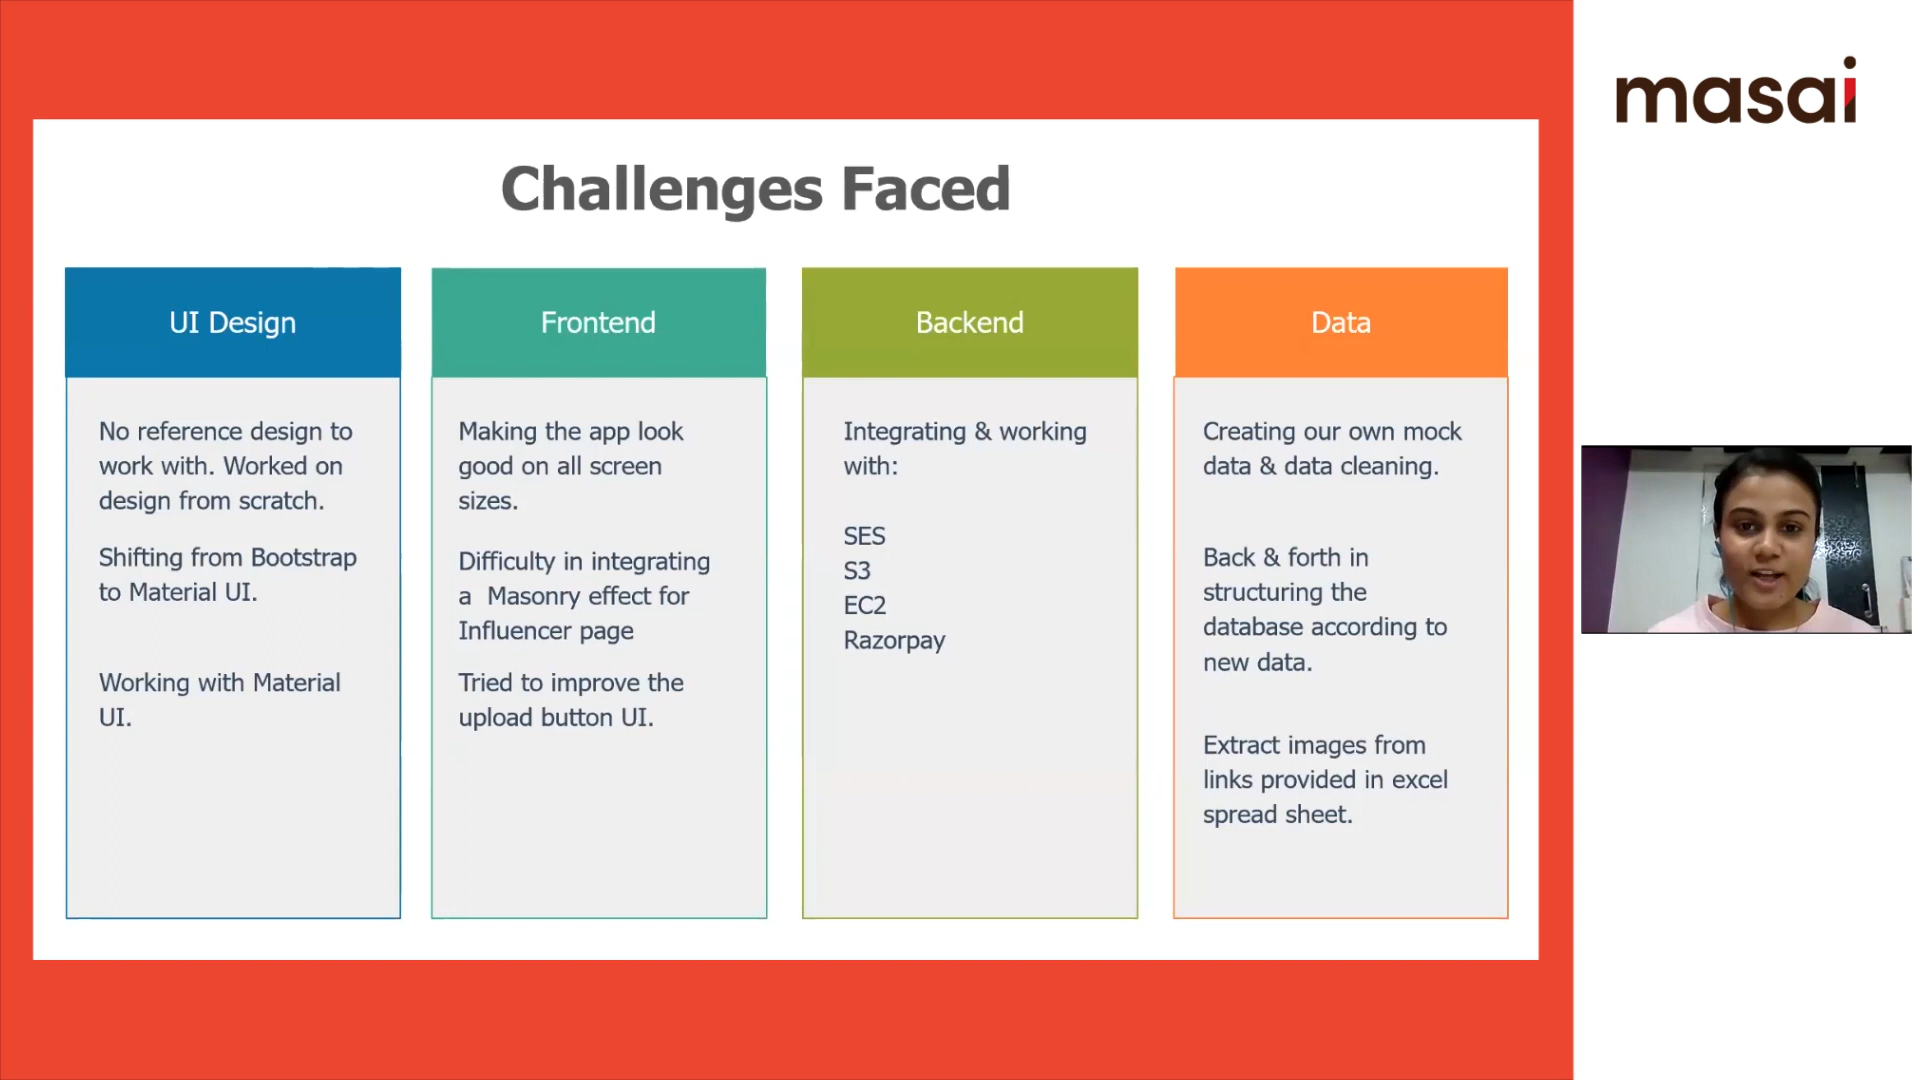 masai
Challenges Faced
UI Design
No reference design to
work with. Worked on
design from scratch.
Shifting from Bootstrap
to Material UI.
Working with Material
UI.
Frontend
Making the app look
good on all screen
sizes.
Difficulty in integrating
a  Masonry effect for
Influencer page
Tried to improve the
upload button UI.
Backend
Integrating & working
with:
SES
S3
EC2
Razorpay
Data
Creating our own mock
data & data cleaning.
Back & forth in
structuring the
database according to
new data.
Extract images from
links provided in excel
spread sheet.